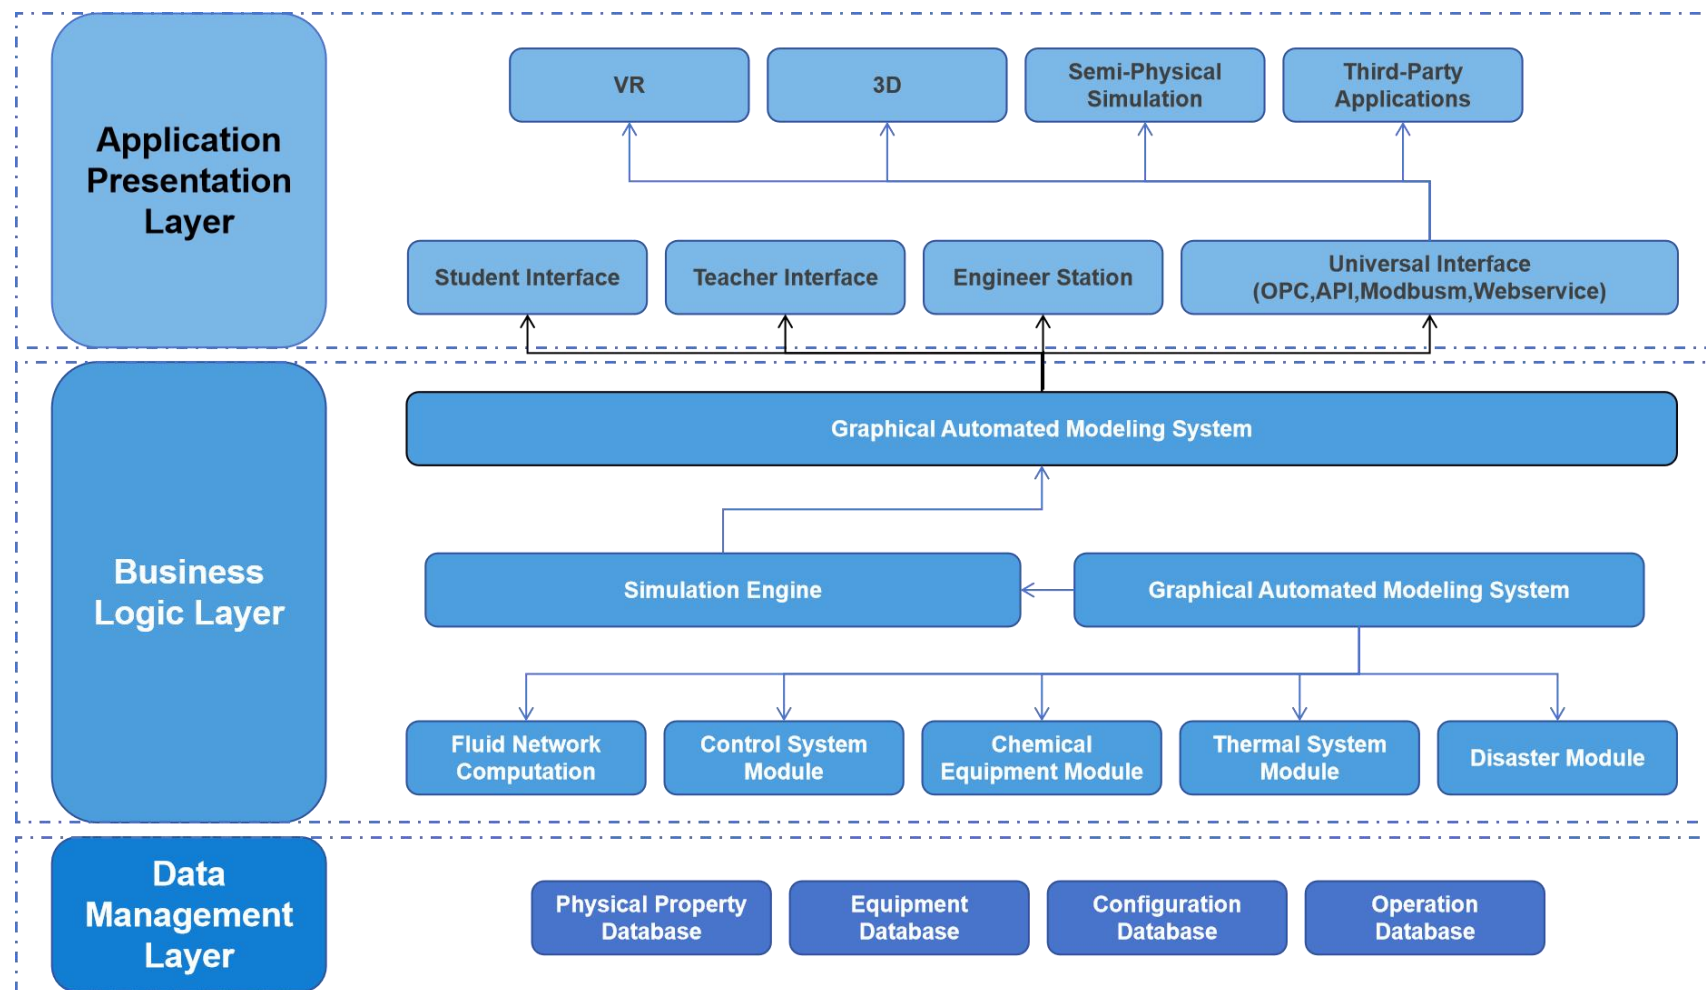 Application
Presentation
Layer
VR
3D
Semi-Physical
Simulation
Third-Party
Applications
Student Interface
Teacher Interface
Engineer Station
Universal Interface
(OPC,API,Modbusm,Webservice)
Business
Logic Layer
Graphical Automated Modeling System
Simulation Engine
Graphical Automated Modeling System
Fluid Network
Computation
Control System
Module
Chemical
Equipment Module
Thermal System
Module
Disaster Module
Data
Management
Layer
Physical Property
Database
Equipment
Database
Configuration
Database
Operation
Database